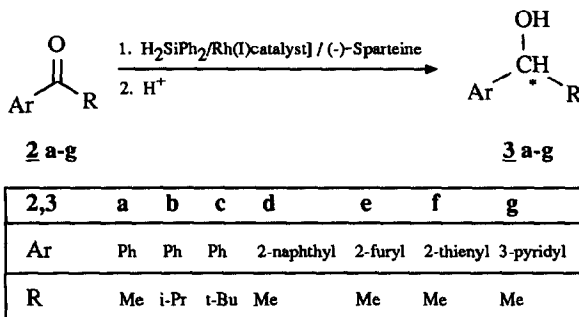 O
Ar
R
2 a-g
1. H2SiPh2/Rh(I)catalyst] / (-)-Sparteine
2. H+
OH
CH
*
Ar
R
3 a-g
2,3 a b c d e f g
Ar Ph Ph Ph 2-naphthyl 2-furyl 2-thienyl 3-pyridyl
R Me i-Pr t-Bu Me Me Me Me